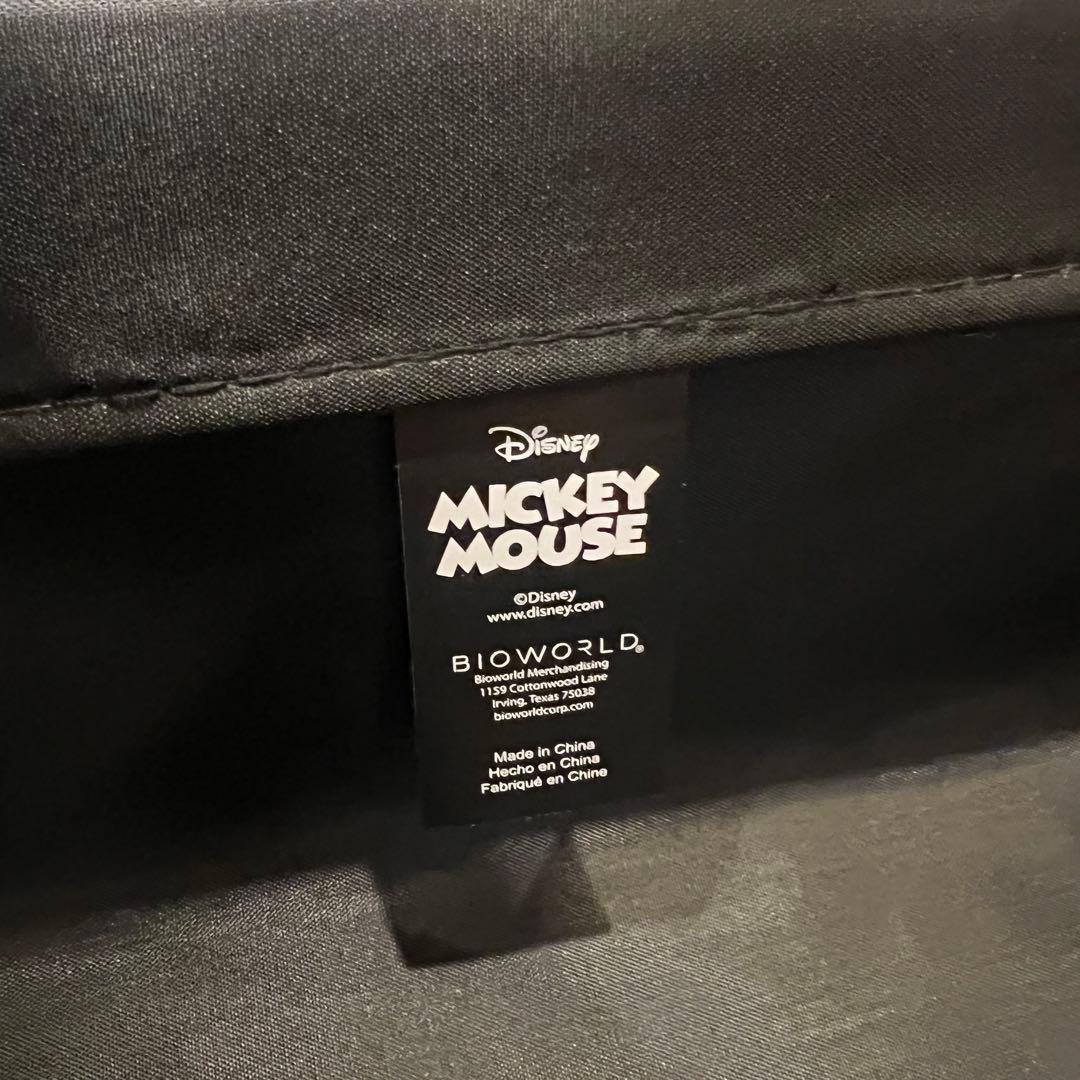 Disney
MICKEY
MOUSE
©Disney
www.disney.com
BIOWORLD®
Bioworld Merchandising
1159 Cottonwood Lane
Irving, Texas 75038
bioworldcorp.com
Made in China
Hecho en China
Fabriqué en Chine